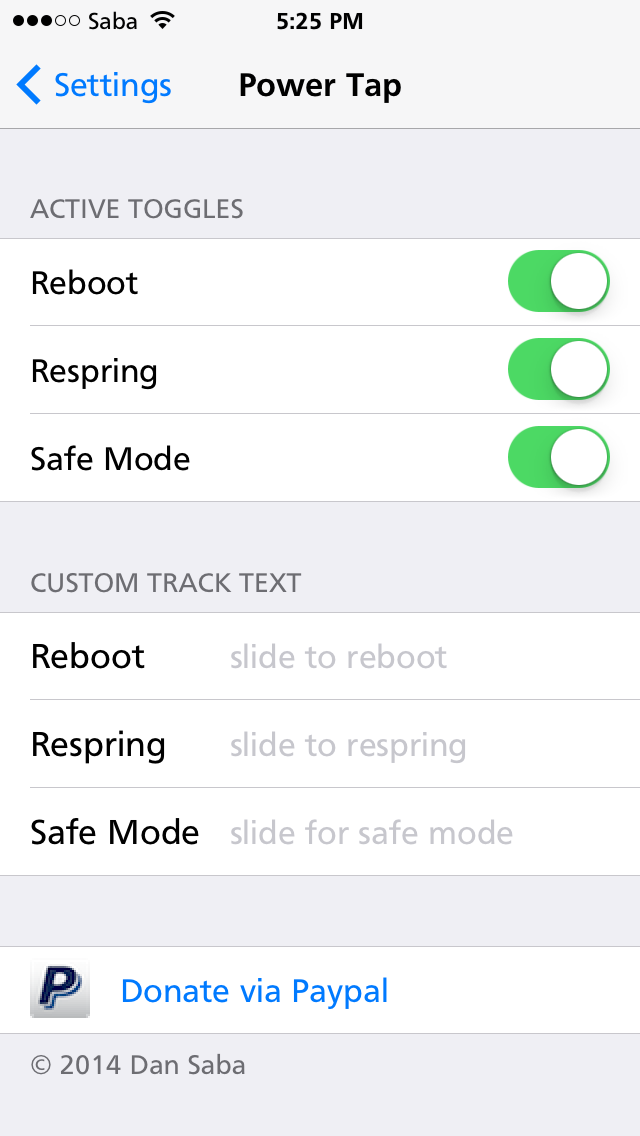 Saba 5:25 PM
Settings Power Tap
ACTIVE TOGGLES
Reboot
Respring
Safe Mode
CUSTOM TRACK TEXT
Reboot slide to reboot
Respring slide to respring
Safe Mode slide for safe mode
P Donate via Paypal
© 2014 Dan Saba